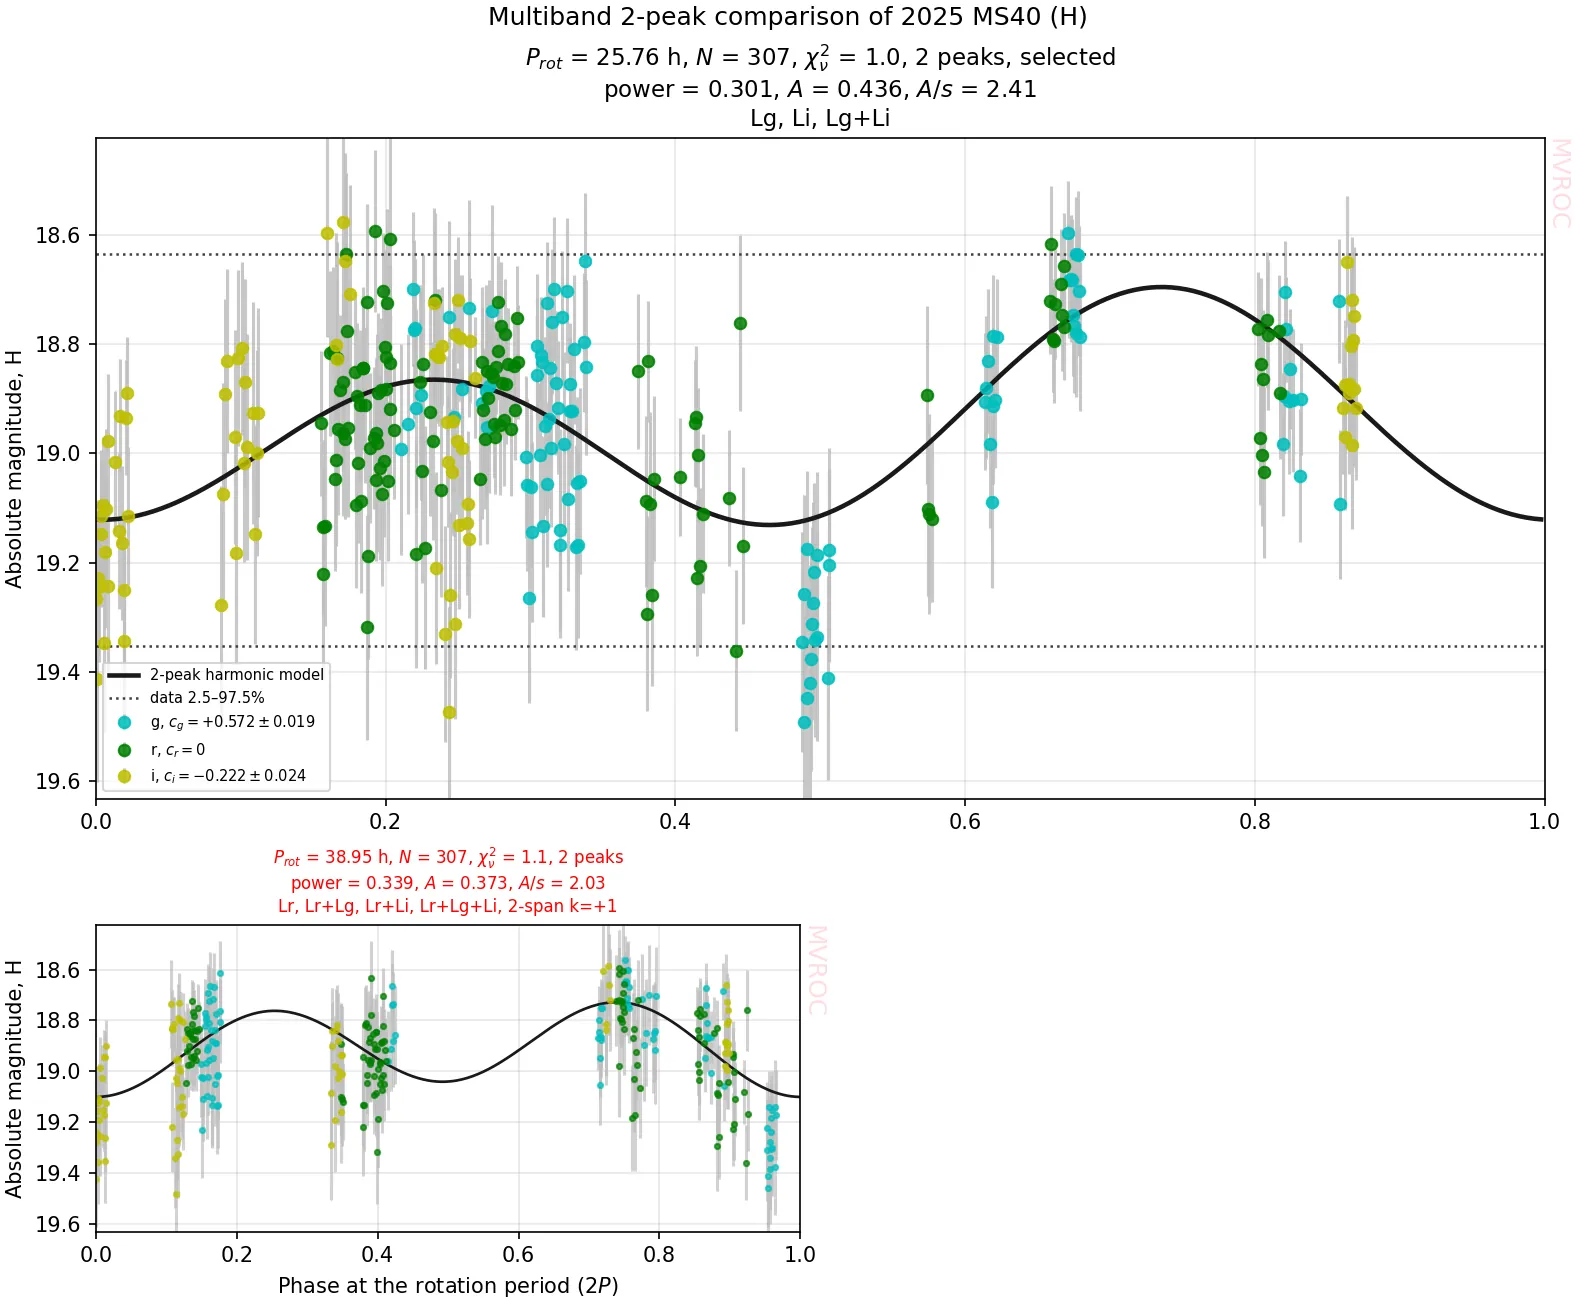 Multiband 2-peak comparison of 2025 MS40 (H)
P_rot = 25.76 h, N = 307, χ²_ν = 1.0, 2 peaks, selected
power = 0.301, A = 0.436, A/s = 2.41
Lg, Li, Lg+Li
MVROC
Absolute magnitude, H
18.6
18.8
19.0
19.2
19.4
19.6
2-peak harmonic model
data 2.5–97.5%
g, c_g = +0.572 ± 0.019
r, c_r = 0
i, c_i = −0.222 ± 0.024
0.0 0.2 0.4 0.6 0.8 1.0
P_rot = 38.95 h, N = 307, χ²_ν = 1.1, 2 peaks
power = 0.339, A = 0.373, A/s = 2.03
Lr, Lr+Lg, Lr+Li, Lr+Lg+Li, 2-span k=+1
MVROC
Absolute magnitude, H
18.6
18.8
19.0
19.2
19.4
19.6
0.0 0.2 0.4 0.6 0.8 1.0
Phase at the rotation period (2P)